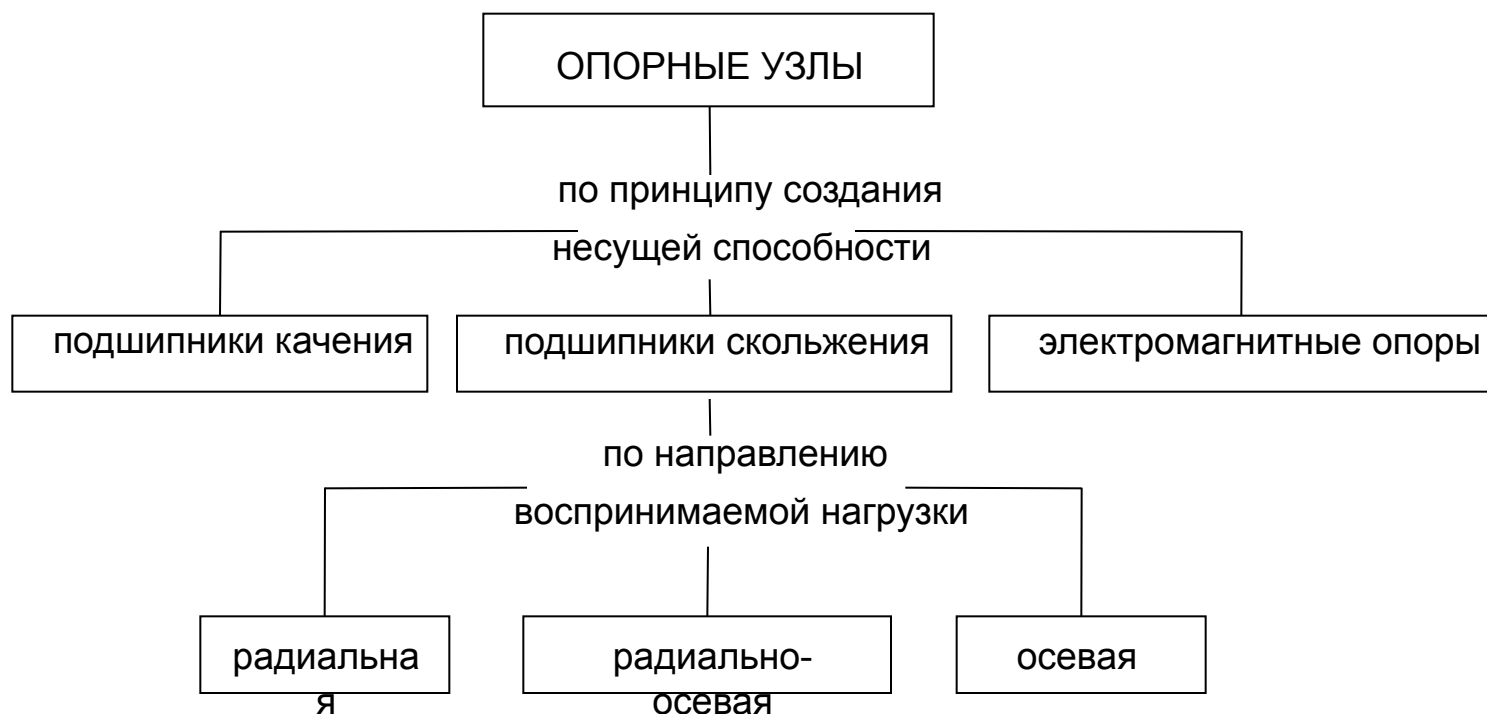 ОПОРНЫЕ УЗЛЫ
по принципу создания
несущей способности
подшипники качения
подшипники скольжения
электромагнитные опоры
по направлению
воспринимаемой нагрузки
радиальна
я
радиально-
осевая
осевая